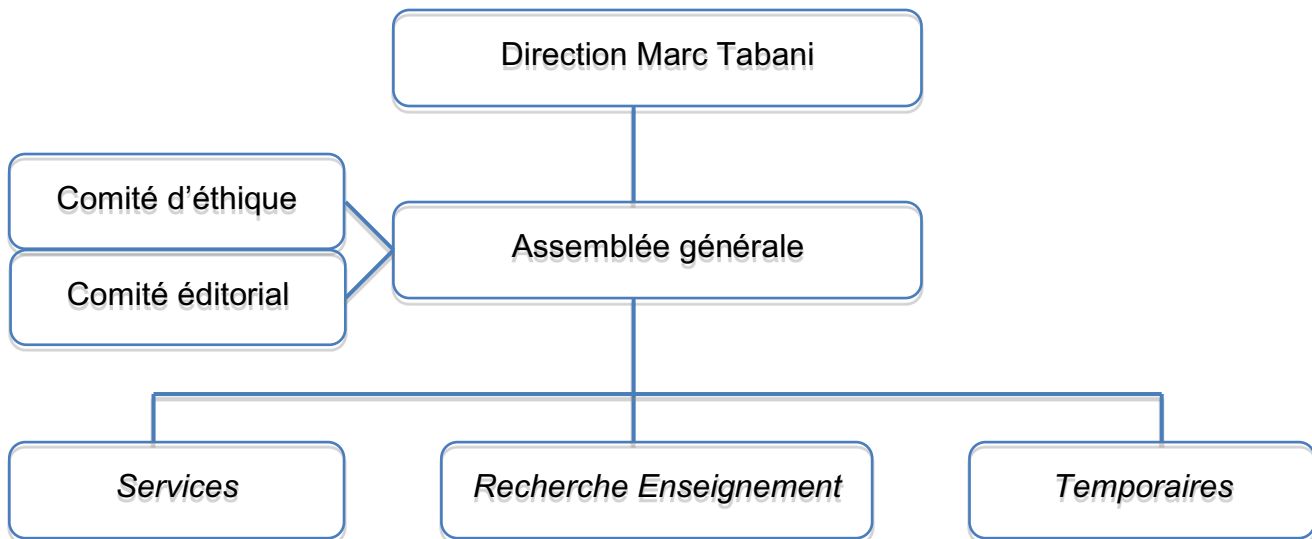 Direction Marc Tabani
Comité d’éthique
Assemblée générale
Comité éditorial
Services
Recherche Enseignement
Temporaires